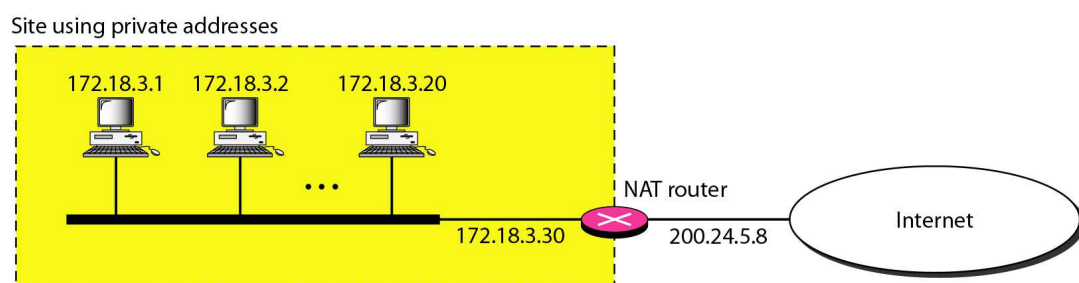 Site using private addresses
172.18.3.1 172.18.3.2 172.18.3.20
...
NAT router
172.18.3.30 200.24.5.8
Internet